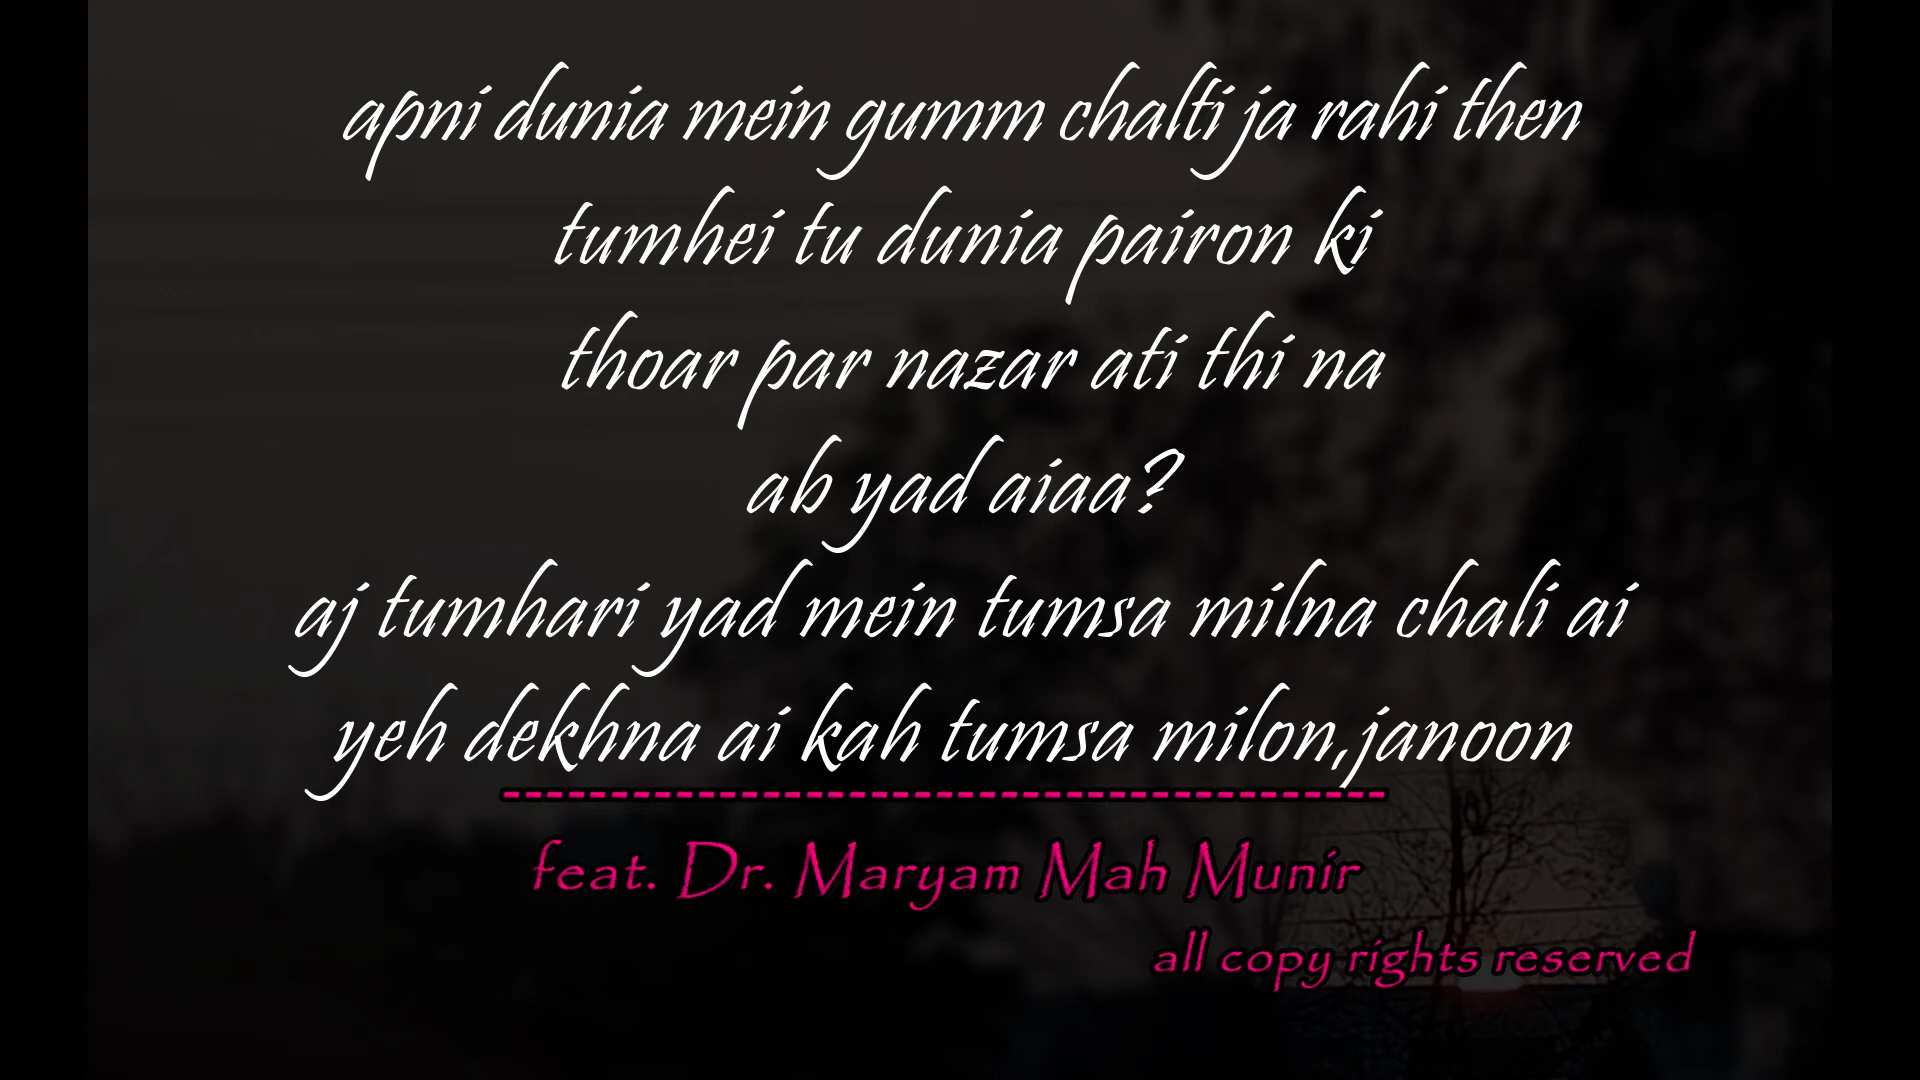 apni dunia mein gumm chalti ja rahi then
tumhei tu dunia pairon ki
thoar par nazar ati thi na
ab yad aiaa?
aj tumhari yad mein tumsa milna chali ai
yeh dekhna ai kah tumsa milon,janoon
---------------------------------------
feat. Dr. Maryam Mah Munir
all copy rights reserved